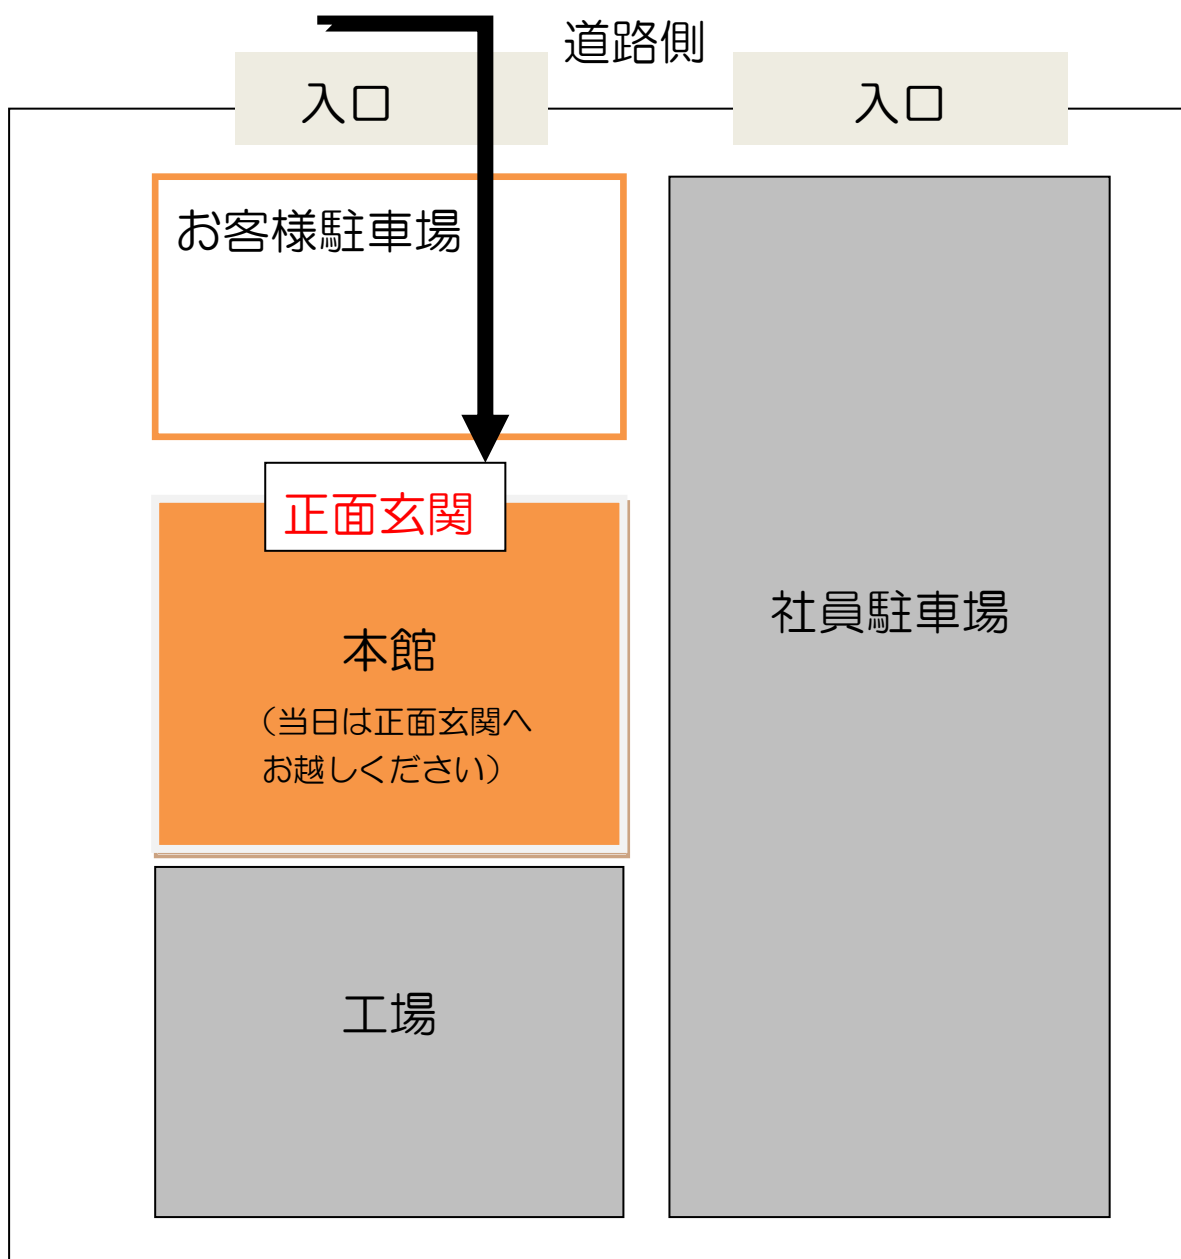 道路側
入口
入口
お客様駐車場
正面玄関
本館
（当日は正面玄関へ
お越しください）
社員駐車場
工場